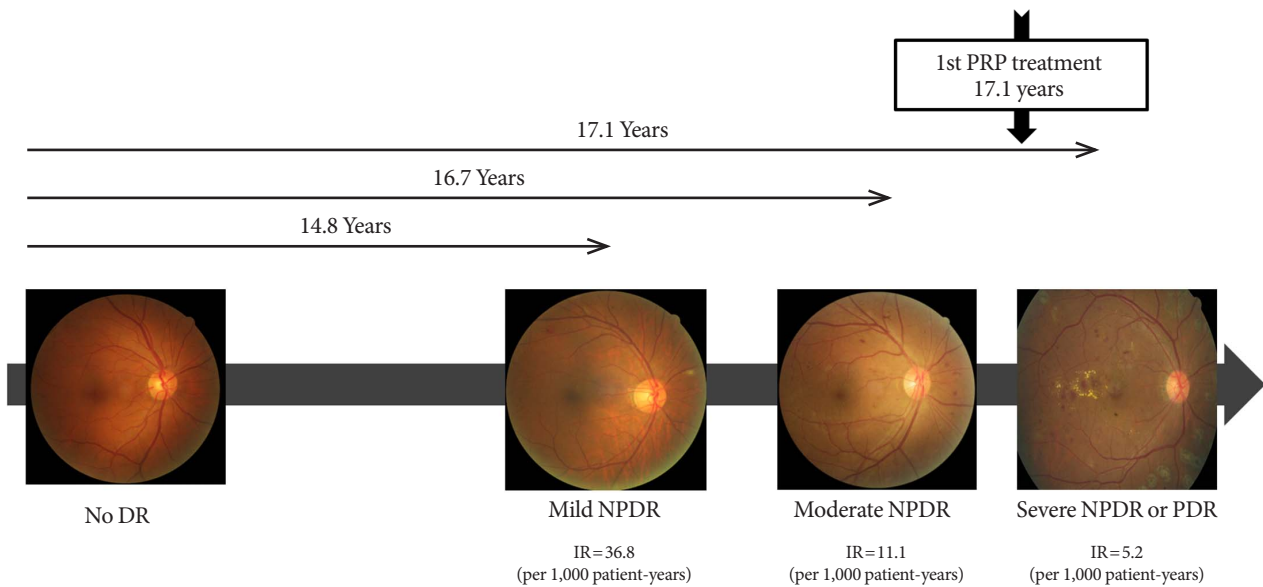 1st PRP treatment
17.1 years
17.1 Years
16.7 Years
14.8 Years
No DR
Mild NPDR
IR=36.8
(per 1,000 patient-years)
Moderate NPDR
IR=11.1
(per 1,000 patient-years)
Severe NPDR or PDR
IR=5.2
(per 1,000 patient-years)